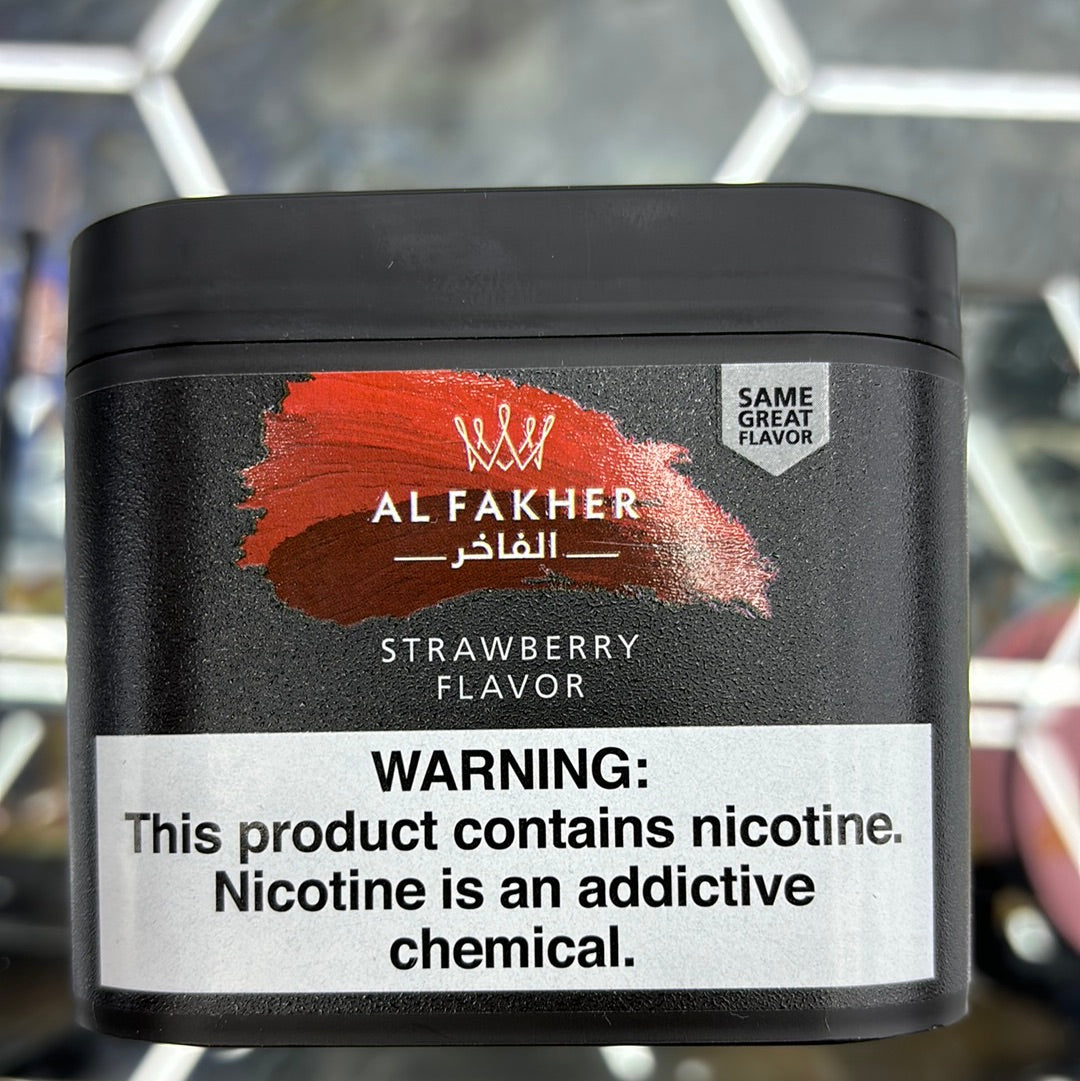 SAME
GREAT
FLAVOR
AL FAKHER
الفاخر
STRAWBERRY
FLAVOR
WARNING:
This product contains nicotine.
Nicotine is an addictive
chemical.